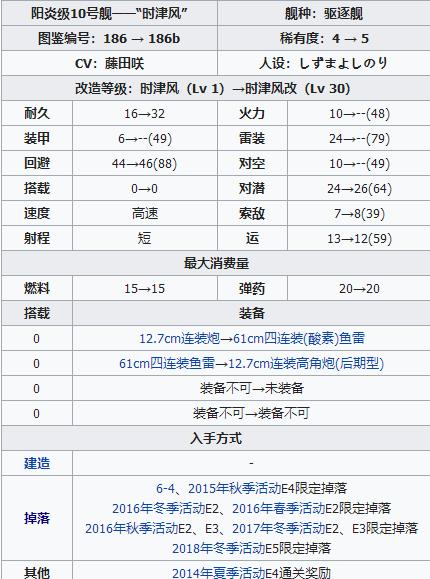 阳炎级10号舰——“时津风” 舰种：驱逐舰
图鉴编号：186 → 186b 稀有度：4 → 5
CV：藤田咲 人设：しずまよしのり
改造等级：时津风（Lv 1）→时津风改（Lv 30）
耐久 16→32 火力 10→--(48)
装甲 6→--(49) 雷装 24→--(79)
回避 44→46(88) 对空 10→--(49)
搭载 0→0 对潜 24→26(64)
速度 高速 索敌 7→8(39)
射程 短 运 13→12(59)
最大消费量
燃料 15→15 弹药 20→20
搭载 装备
0 12.7cm连装炮→61cm四连装(酸素)鱼雷
0 61cm四连装鱼雷→12.7cm连装高角炮(后期型)
0 装备不可→未装备
0 装备不可→装备不可
入手方式
建造 -
掉落 6-4、2015年秋季活动E4限定掉落
2016年冬季活动E2、2016年春季活动E2限定掉落
2016年秋季活动E2、E3、2017年冬季活动E2、E3限定掉落
2018年冬季活动E5限定掉落
其他 2014年夏季活动E4通关奖励